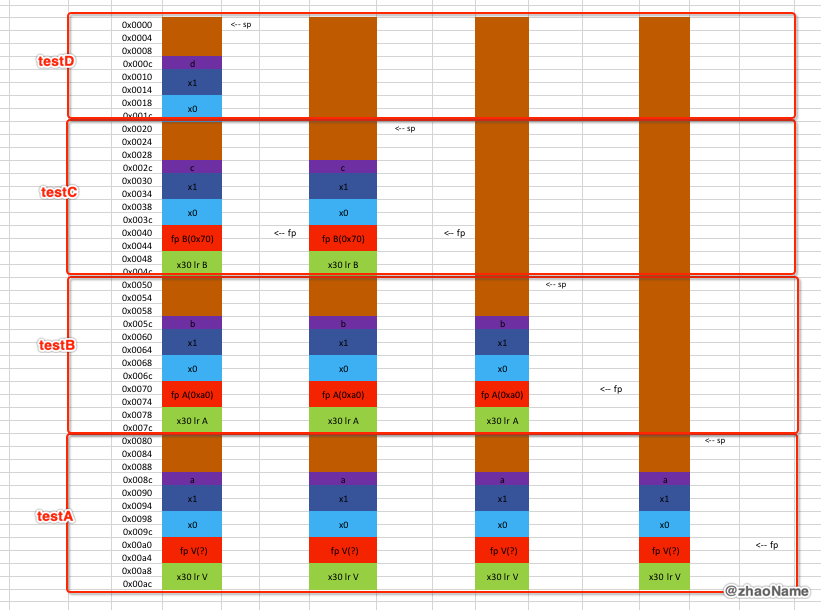 0x0000 <-- sp
0x0004
0x0008
testD
0x000c d
0x0010 x1
0x0014
0x0018 x0
0x001c
0x0020 <-- sp
0x0024
0x0028
0x002c c c
0x0030 x1 x1
testC
0x0034
0x0038 x0 x0
0x003c
0x0040 fp B(0x70) <-- fp fp B(0x70) <-- fp
0x0044
0x0048 x30 lr B x30 lr B
0x004c
0x0050 <-- sp
0x0054
0x0058
0x005c b b b
0x0060 x1 x1 x1
testB
0x0064
0x0068 x0 x0 x0
0x006c
0x0070 fp A(0xa0) fp A(0xa0) fp A(0xa0) <-- fp
0x0074
0x0078 x30 lr A x30 lr A x30 lr A
0x007c
0x0080 <-- sp
0x0084
0x0088
0x008c a a a a
0x0090 x1 x1 x1 x1
0x0094
testA
0x0098 x0 x0 x0 x0
0x009c
0x00a0 fp V(?) fp V(?) fp V(?) fp V(?) <-- fp
0x00a4
0x00a8 x30 lr V x30 lr V x30 lr V x30 lr V
0x00ac
@zhaoName